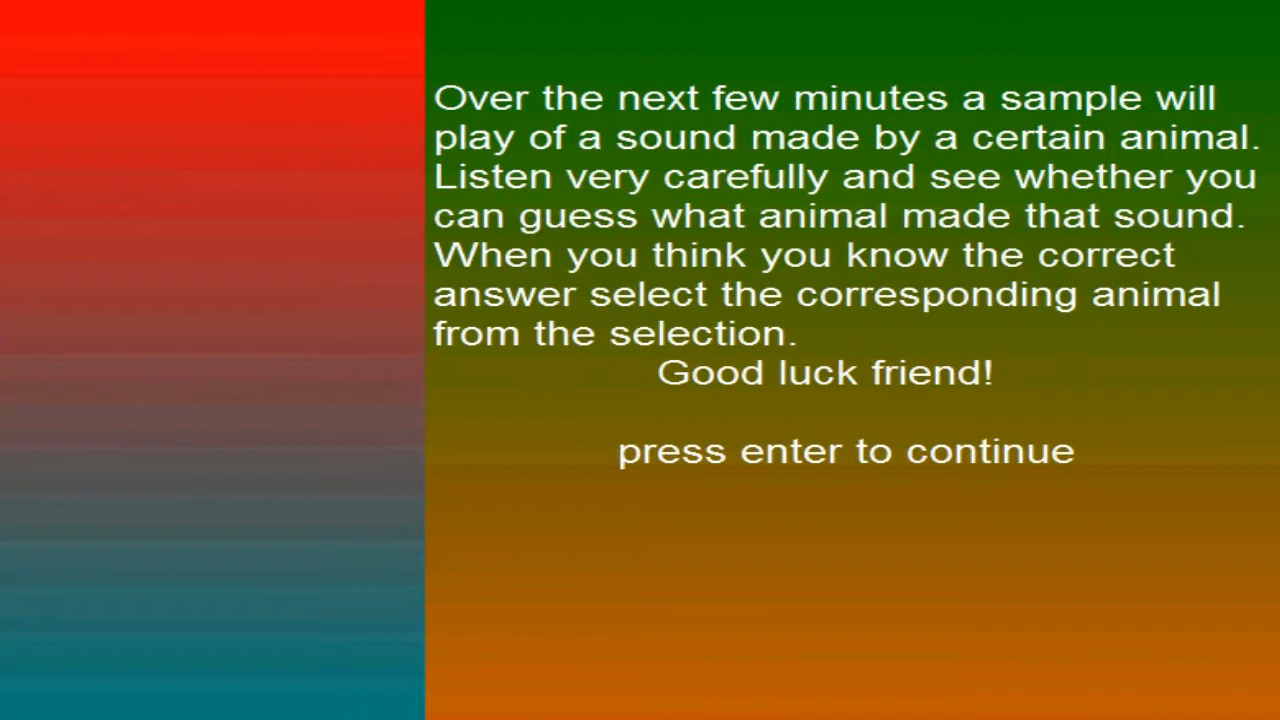 Over the next few minutes a sample will
play of a sound made by a certain animal.
Listen very carefully and see whether you
can guess what animal made that sound.
When you think you know the correct
answer select the corresponding animal
from the selection.
Good luck friend!
press enter to continue